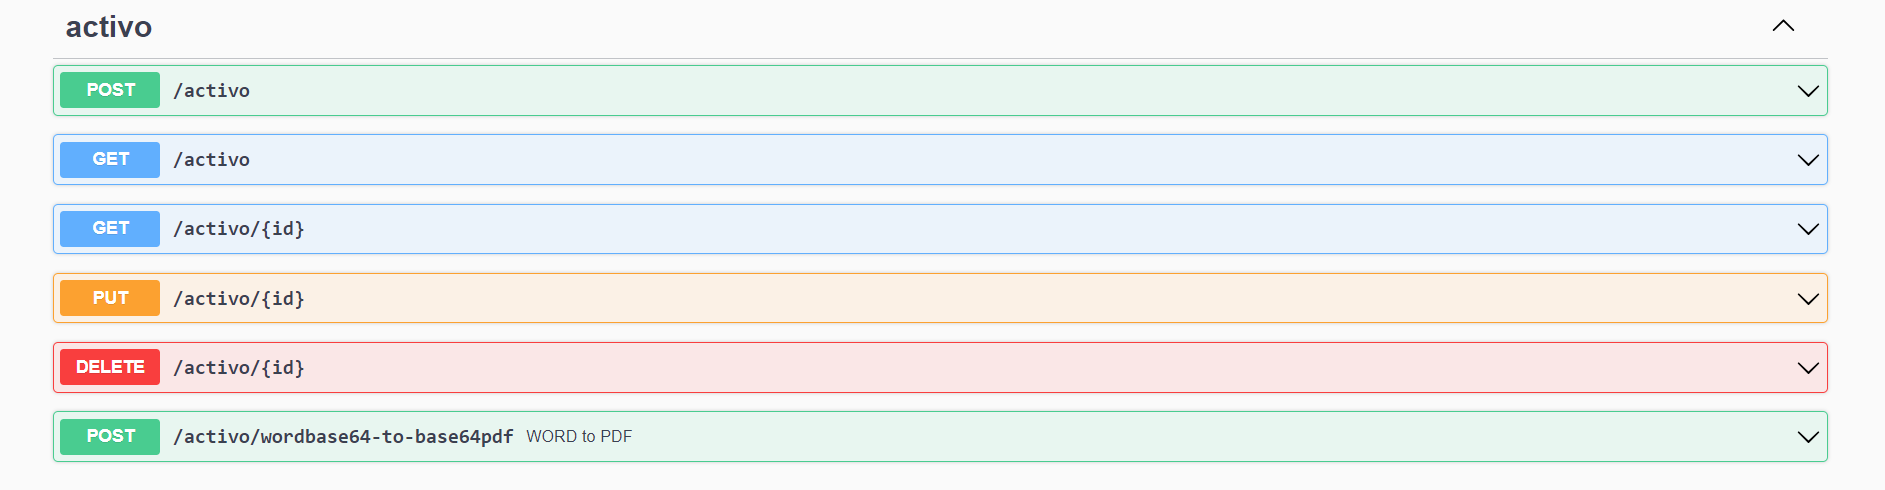 activo
POST /activo
GET /activo
GET /activo/{id}
PUT /activo/{id}
DELETE /activo/{id}
POST /activo/wordbase64-to-base64pdf WORD to PDF